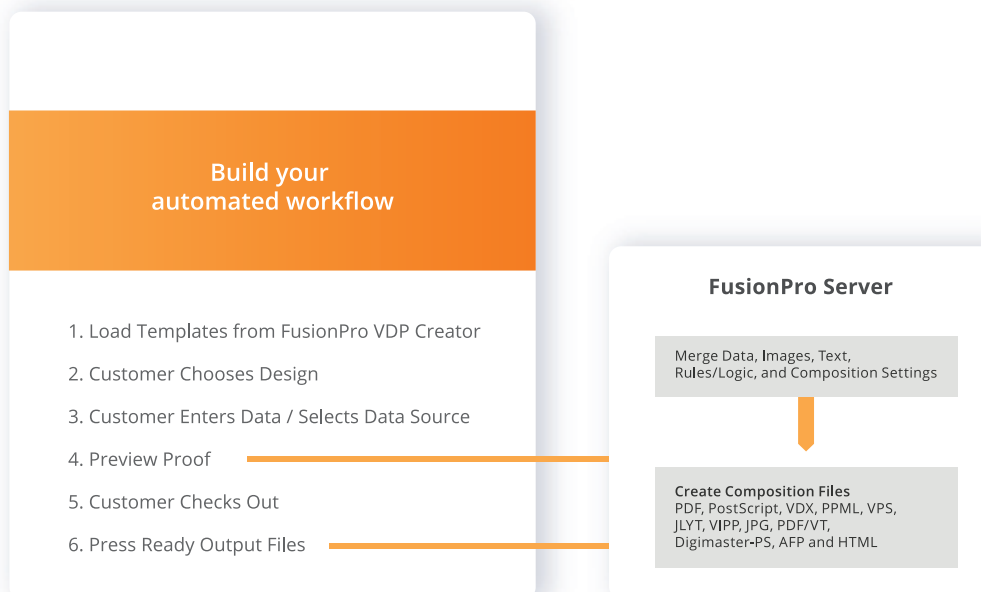 Build your
automated workflow
1. Load Templates from FusionPro VDP Creator
2. Customer Chooses Design
3. Customer Enters Data / Selects Data Source
4. Preview Proof
5. Customer Checks Out
6. Press Ready Output Files
FusionPro Server
Merge Data, Images, Text,
Rules/Logic, and Composition Settings
Create Composition Files
PDF, PostScript, VDX, PPML, VPS,
JLYT, VIPP, JPG, PDF/VT,
Digimaster-PS, AFP and HTML